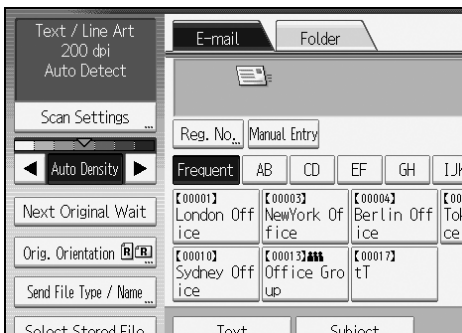 Text / Line Art
200 dpi
Auto Detect
Scan Settings
Auto Density
Next Original Wait
Orig. Orientation
Send File Type / Name
Select Stored File
E-mail
Folder
Reg. No.
Manual Entry
Frequent
AB
CD
EF
GH
IJK
【00001】
London Off
ice
【00003】
NewYork Of
fice
【00004】
Berlin Off
ice
【00010】
Sydney Off
ice
【00013】
Office Gro
up
【00017】
tT
Text
Subject